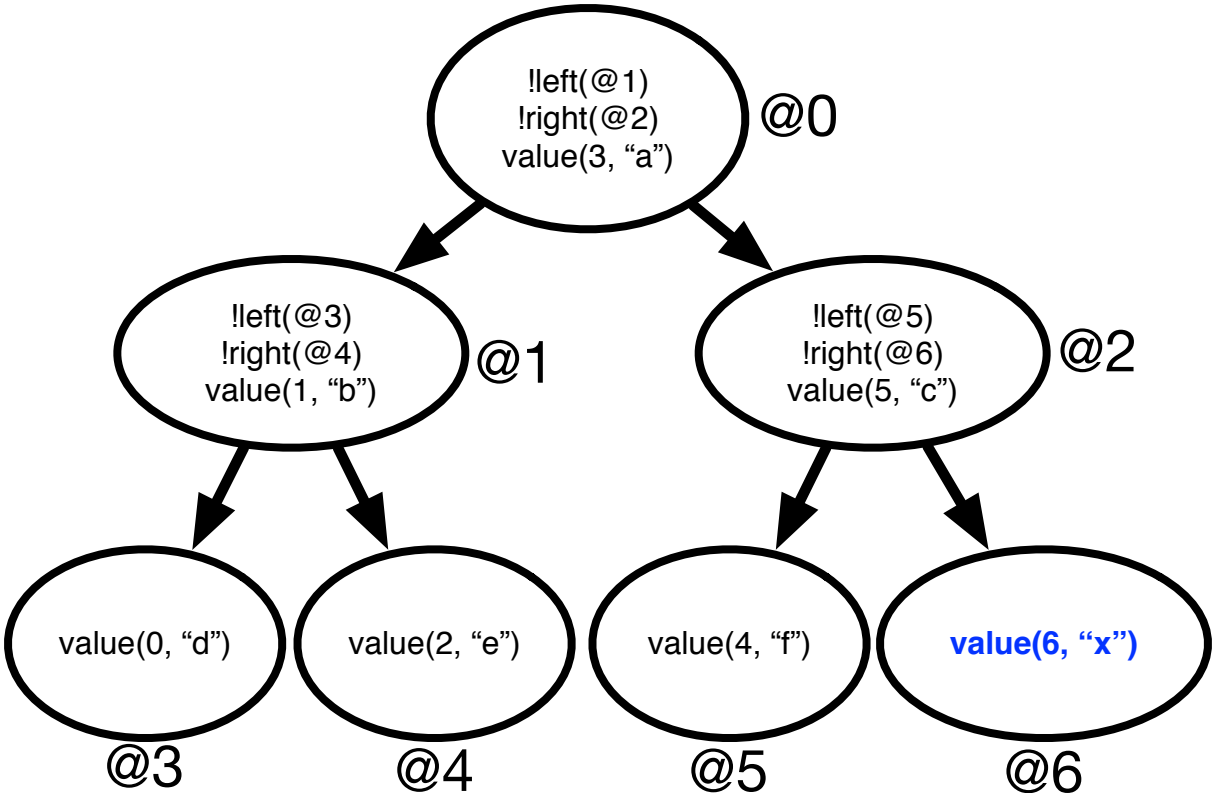 !left(@1)
!right(@2)
value(3, “a”)
@0
!left(@3)
!right(@4)
value(1, “b”)
@1
!left(@5)
!right(@6)
value(5, “c”)
@2
value(0, “d”)
@3
value(2, “e”)
@4
value(4, “f”)
@5
value(6, “x”)
@6